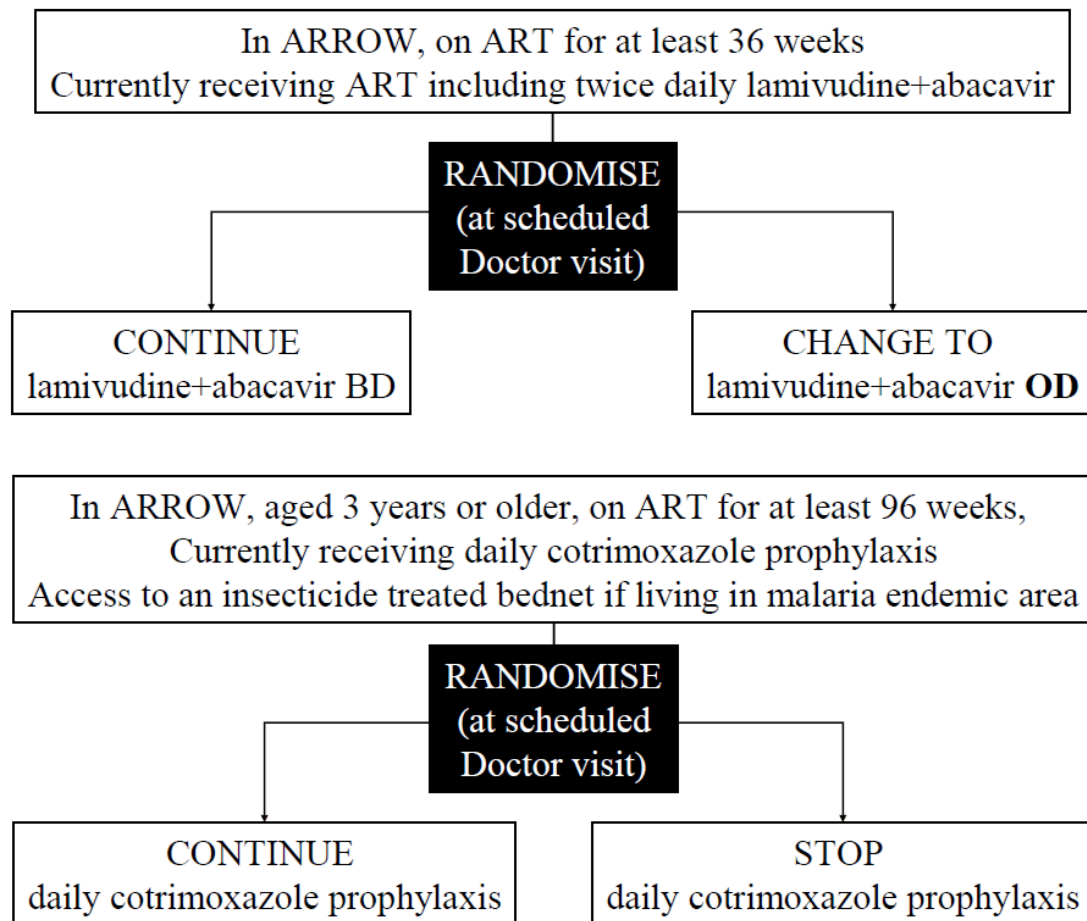 In ARROW, on ART for at least 36 weeks
Currently receiving ART including twice daily lamivudine+abacavir
RANDOMISE
(at scheduled
Doctor visit)
CONTINUE
lamivudine+abacavir BD
CHANGE TO
lamivudine+abacavir OD
In ARROW, aged 3 years or older, on ART for at least 96 weeks,
Currently receiving daily cotrimoxazole prophylaxis
Access to an insecticide treated bednet if living in malaria endemic area
RANDOMISE
(at scheduled
Doctor visit)
CONTINUE
daily cotrimoxazole prophylaxis
STOP
daily cotrimoxazole prophylaxis